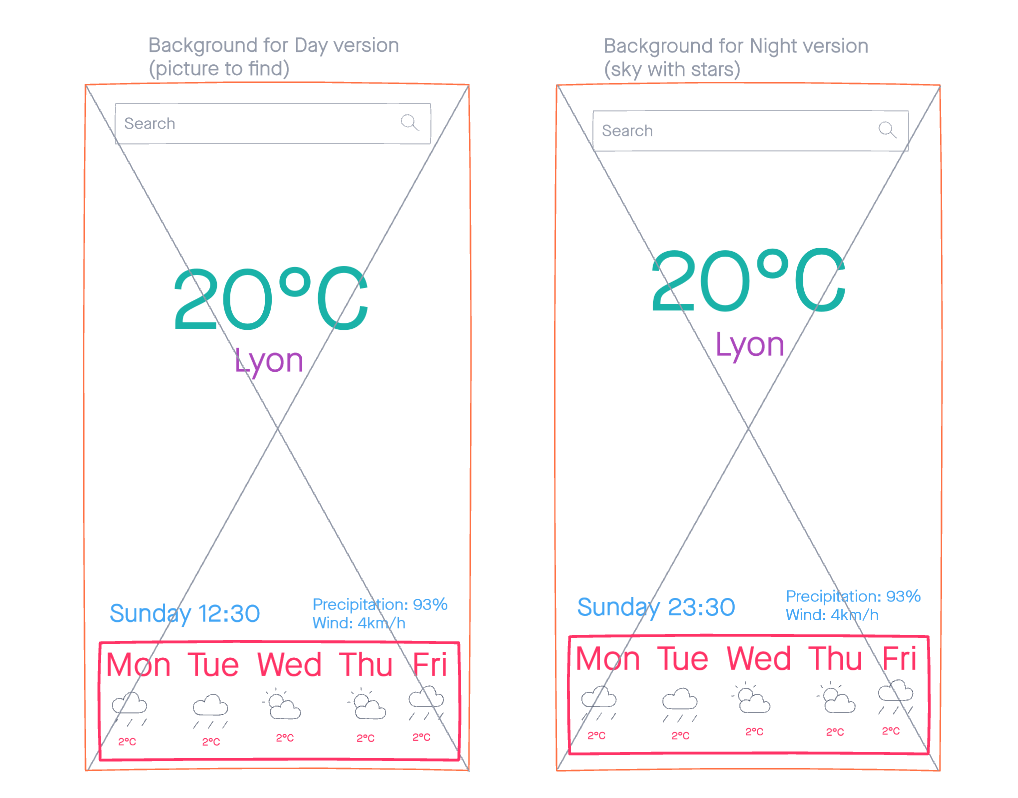 Background for Day version
(picture to find)
Search
20°C
Lyon
Sunday 12:30
Precipitation: 93%
Wind: 4km/h
Mon Tue Wed Thu Fri
2°C 2°C 2°C 2°C 2°C
Background for Night version
(sky with stars)
Search
20°C
Lyon
Sunday 23:30
Precipitation: 93%
Wind: 4km/h
Mon Tue Wed Thu Fri
2°C 2°C 2°C 2°C 2°C